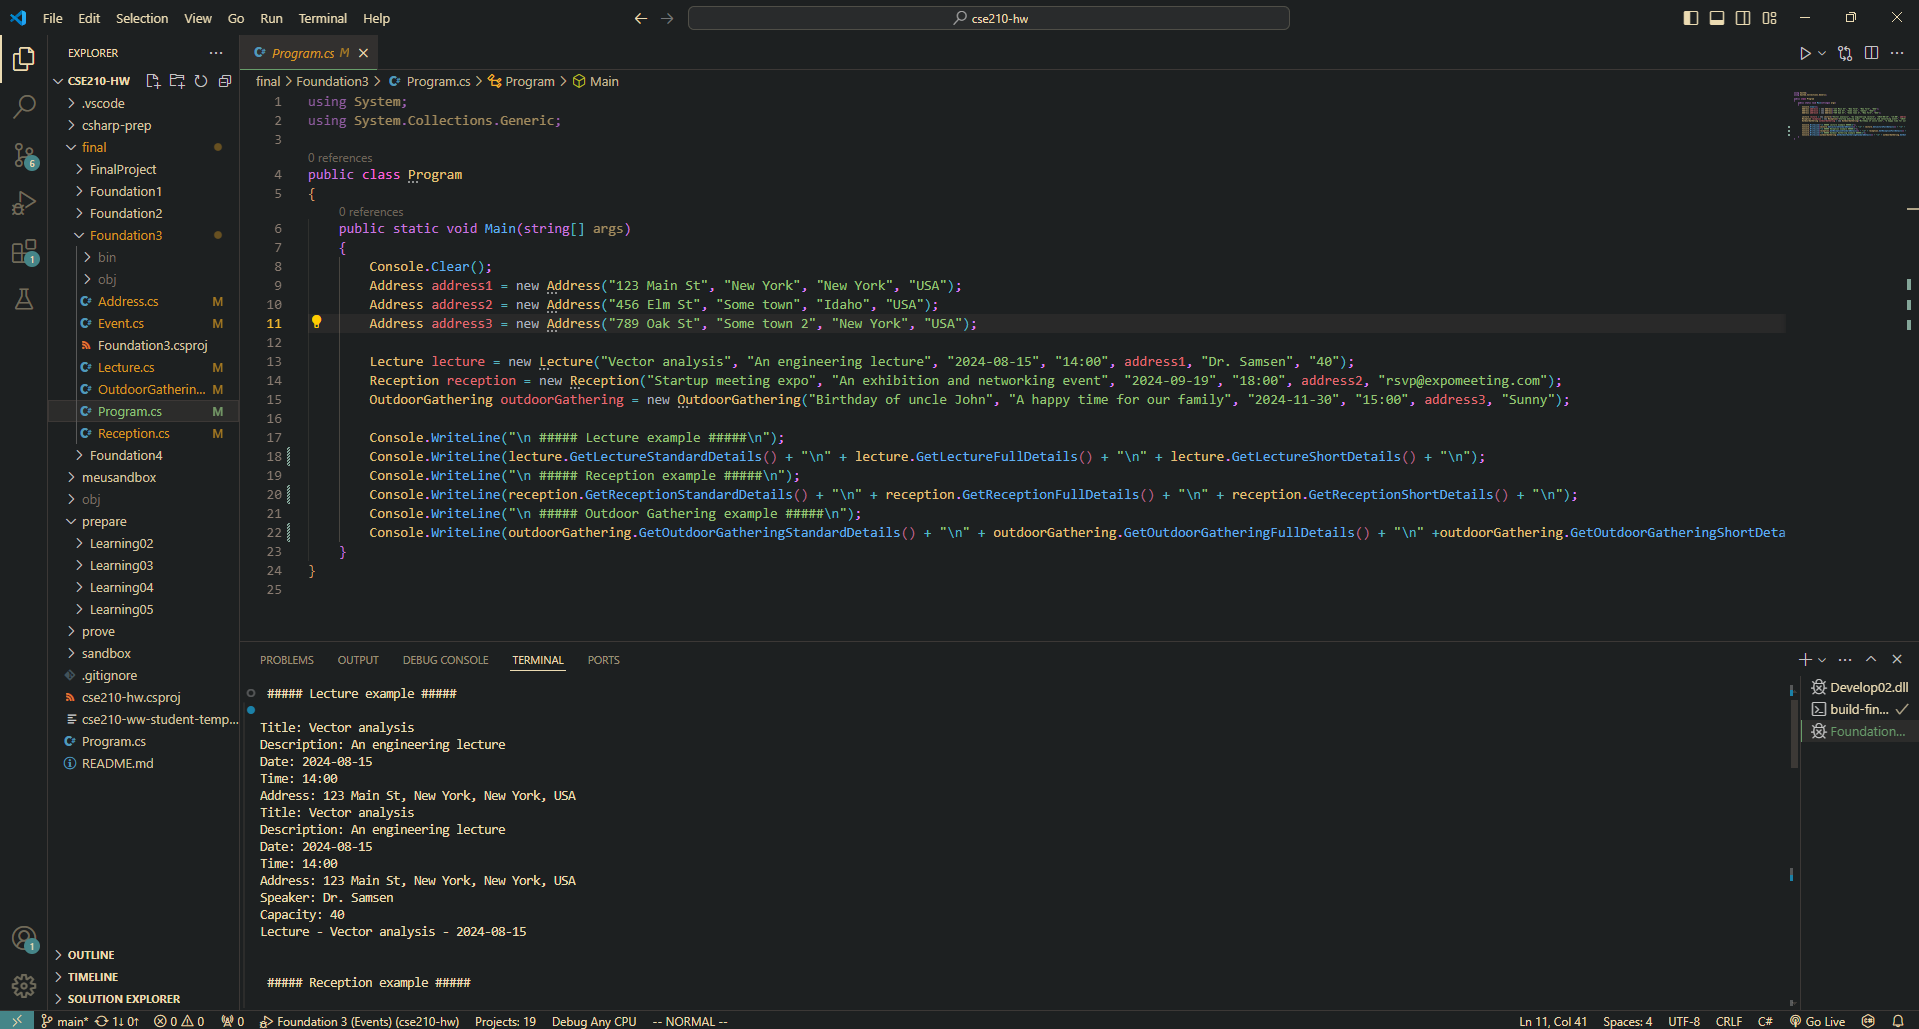 File Edit Selection View Go Run Terminal Help
cse210-hw
EXPLORER
CSE210-HW
.vscode
csharp-prep
final
FinalProject
Foundation1
Foundation2
Foundation3
bin
obj
Address.cs M
Event.cs M
Foundation3.csproj
Lecture.cs M
OutdoorGatherin... M
Program.cs M
Reception.cs M
Foundation4
meusandbox
obj
prepare
Learning02
Learning03
Learning04
Learning05
prove
sandbox
.gitignore
cse210-hw.csproj
cse210-ww-student-temp...
Program.cs
README.md
OUTLINE
TIMELINE
SOLUTION EXPLORER
6
1
1
Program.cs M
final > Foundation3 > Program.cs > Program > Main
1 using System;
2 using System.Collections.Generic;
3
0 references
4 public class Program
5 {
0 references
6 public static void Main(string[] args)
7 {
8 Console.Clear();
9 Address address1 = new Address("123 Main St", "New York", "New York", "USA");
10 Address address2 = new Address("456 Elm St", "Some town", "Idaho", "USA");
11 Address address3 = new Address("789 Oak St", "Some town 2", "New York", "USA");
12
13 Lecture lecture = new Lecture("Vector analysis", "An engineering lecture", "2024-08-15", "14:00", address1, "Dr. Samsen", "40");
14 Reception reception = new Reception("Startup meeting expo", "An exhibition and networking event", "2024-09-19", "18:00", address2, "rsvp@expomeeting.com");
15 OutdoorGathering outdoorGathering = new OutdoorGathering("Birthday of uncle John", "A happy time for our family", "2024-11-30", "15:00", address3, "Sunny");
16
17 Console.WriteLine("\n ##### Lecture example #####\n");
18 Console.WriteLine(lecture.GetLectureStandardDetails() + "\n" + lecture.GetLectureFullDetails() + "\n" + lecture.GetLectureShortDetails() + "\n");
19 Console.WriteLine("\n ##### Reception example #####\n");
20 Console.WriteLine(reception.GetReceptionStandardDetails() + "\n" + reception.GetReceptionFullDetails() + "\n" + reception.GetReceptionShortDetails() + "\n");
21 Console.WriteLine("\n ##### Outdoor Gathering example #####\n");
22 Console.WriteLine(outdoorGathering.GetOutdoorGatheringStandardDetails() + "\n" + outdoorGathering.GetOutdoorGatheringFullDetails() + "\n" +outdoorGathering.GetOutdoorGatheringShortDeta
23 }
24 }
25
PROBLEMS OUTPUT DEBUG CONSOLE TERMINAL PORTS
##### Lecture example #####
Title: Vector analysis
Description: An engineering lecture
Date: 2024-08-15
Time: 14:00
Address: 123 Main St, New York, New York, USA
Title: Vector analysis
Description: An engineering lecture
Date: 2024-08-15
Time: 14:00
Address: 123 Main St, New York, New York, USA
Speaker: Dr. Samsen
Capacity: 40
Lecture - Vector analysis - 2024-08-15
##### Reception example #####
Develop02.dll
build-fin...
Foundation...
main* 1↓ 0↑ 0 0 0 Foundation 3 (Events) (cse210-hw) Projects: 19 Debug Any CPU -- NORMAL -- Ln 11, Col 41 Spaces: 4 UTF-8 CRLF C# Go Live